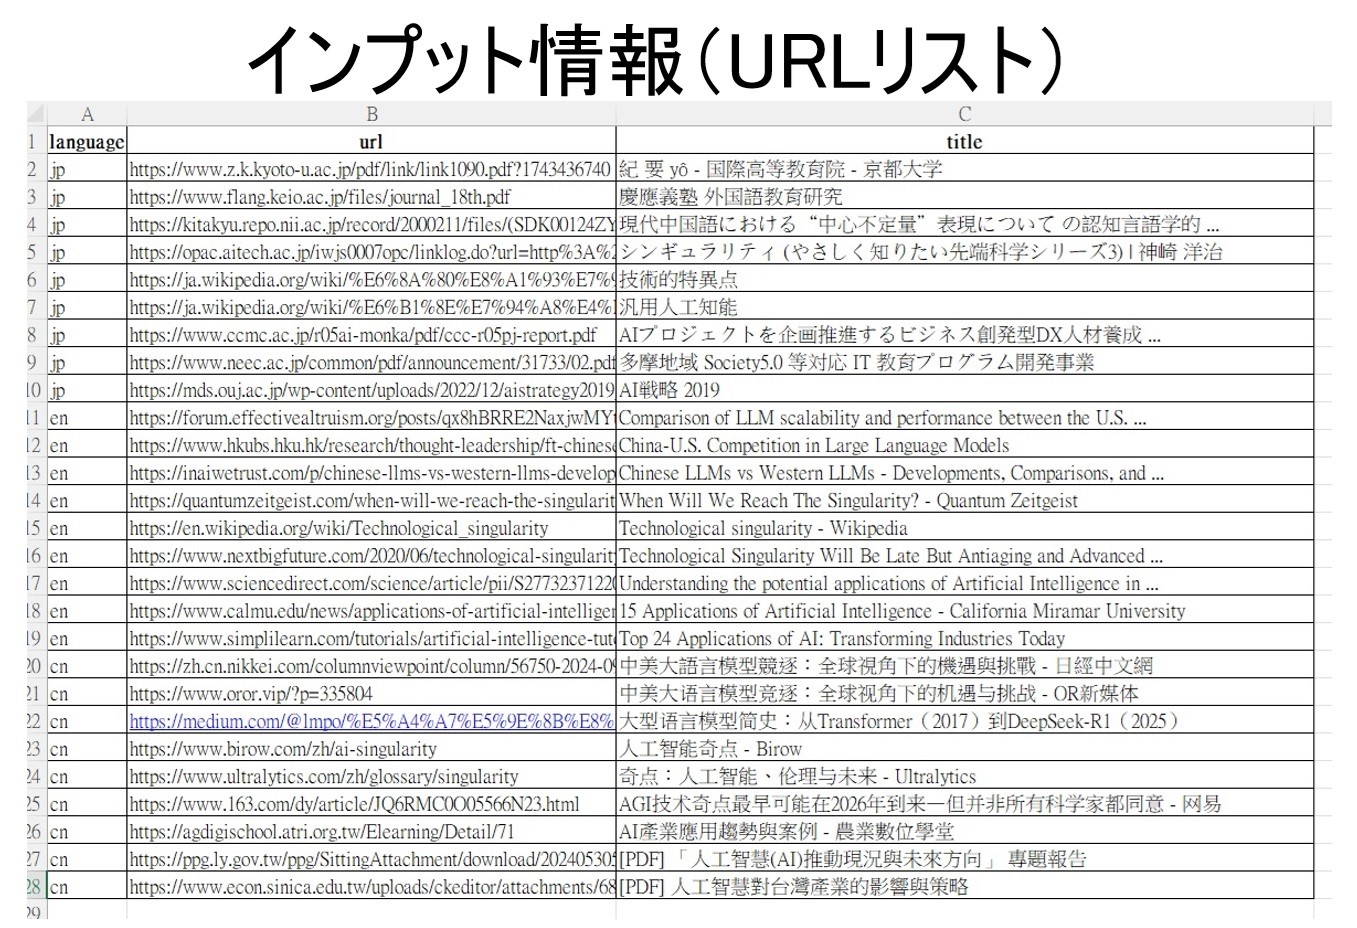 インプット情報（URLリスト）
A B C
1 language url title
2 jp https://www.z.k.kyoto-u.ac.jp/pdf/link/link1090.pdf?1743436740 紀 要 yô - 国際高等教育院 - 京都大学
3 jp https://www.flang.keio.ac.jp/files/journal_18th.pdf 慶應義塾 外国語教育研究
4 jp https://kitakyu.repo.nii.ac.jp/record/2000211/files/(SDK00124ZY 現代中国語における“中心不定量”表現について の認知言語学的 ...
5 jp https://opac.aitech.ac.jp/iwjs0007opc/linklog.do?url=http%3A%2 シンギュラリティ (やさしく知りたい先端科学シリーズ3) | 神崎 洋治
6 jp https://ja.wikipedia.org/wiki/%E6%8A%80%E8%A1%93%E7%9 技術的特異点
7 jp https://ja.wikipedia.org/wiki/%E6%B1%8E%E7%94%A8%E4% 汎用人工知能
8 jp https://www.ccmc.ac.jp/r05ai-monka/pdf/ccc-r05pj-report.pdf AIプロジェクトを企画推進するビジネス創発型DX人材養成 ...
9 jp https://www.neec.ac.jp/common/pdf/announcement/31733/02.pdf 多摩地域 Society5.0 等対応 IT 教育プログラム開発事業
10 jp https://mds.ouj.ac.jp/wp-content/uploads/2022/12/aistrategy2019 AI戦略 2019
11 en https://forum.effectivealtruism.org/posts/qx8hBRRE2NaxjwMYt Comparison of LLM scalability and performance between the U.S. ...
12 en https://www.hkubs.hku.hk/research/thought-leadership/ft-chinese China-U.S. Competition in Large Language Models
13 en https://inaiwetrust.com/p/chinese-llms-vs-western-llms-develop Chinese LLMs vs Western LLMs - Developments, Comparisons, and ...
14 en https://quantumzeitgeist.com/when-will-we-reach-the-singularit When Will We Reach The Singularity? - Quantum Zeitgeist
15 en https://en.wikipedia.org/wiki/Technological_singularity Technological singularity - Wikipedia
16 en https://www.nextbigfuture.com/2020/06/technological-singularit Technological Singularity Will Be Late But Antiaging and Advanced ...
17 en https://www.sciencedirect.com/science/article/pii/S2773237122 Understanding the potential applications of Artificial Intelligence in ...
18 en https://www.calmu.edu/news/applications-of-artificial-intelliger 15 Applications of Artificial Intelligence - California Miramar University
19 en https://www.simplilearn.com/tutorials/artificial-intelligence-tut Top 24 Applications of AI: Transforming Industries Today
20 cn https://zh.cn.nikkei.com/columnviewpoint/column/56750-2024-0 中美大語言模型競逐：全球視角下的機遇與挑戰 - 日經中文網
21 cn https://www.oror.vip/?p=335804 中美大语言模型竞逐：全球视角下的机遇与挑战 - OR新媒体
22 cn https://medium.com/@lmpo/%E5%A4%A7%E5%9E%8B%E8% 大型语言模型简史：从Transformer（2017）到DeepSeek-R1（2025）
23 cn https://www.birow.com/zh/ai-singularity 人工智能奇点 - Birow
24 cn https://www.ultralytics.com/zh/glossary/singularity 奇点：人工智能、伦理与未来 - Ultralytics
25 cn https://www.163.com/dy/article/JQ6RMC0O05566N23.html AGI技术奇点最早可能在2026年到来—但并非所有科学家都同意 - 网易
26 cn https://agdigischool.atri.org.tw/Elearning/Detail/71 AI產業應用趨勢與案例 - 農業數位學堂
27 cn https://ppg.ly.gov.tw/ppg/SittingAttachment/download/20240530 [PDF] 「人工智慧(AI)推動現況與未來方向」 專題報告
28 cn https://www.econ.sinica.edu.tw/uploads/ckeditor/attachments/68 [PDF] 人工智慧對台灣產業的影響與策略
29